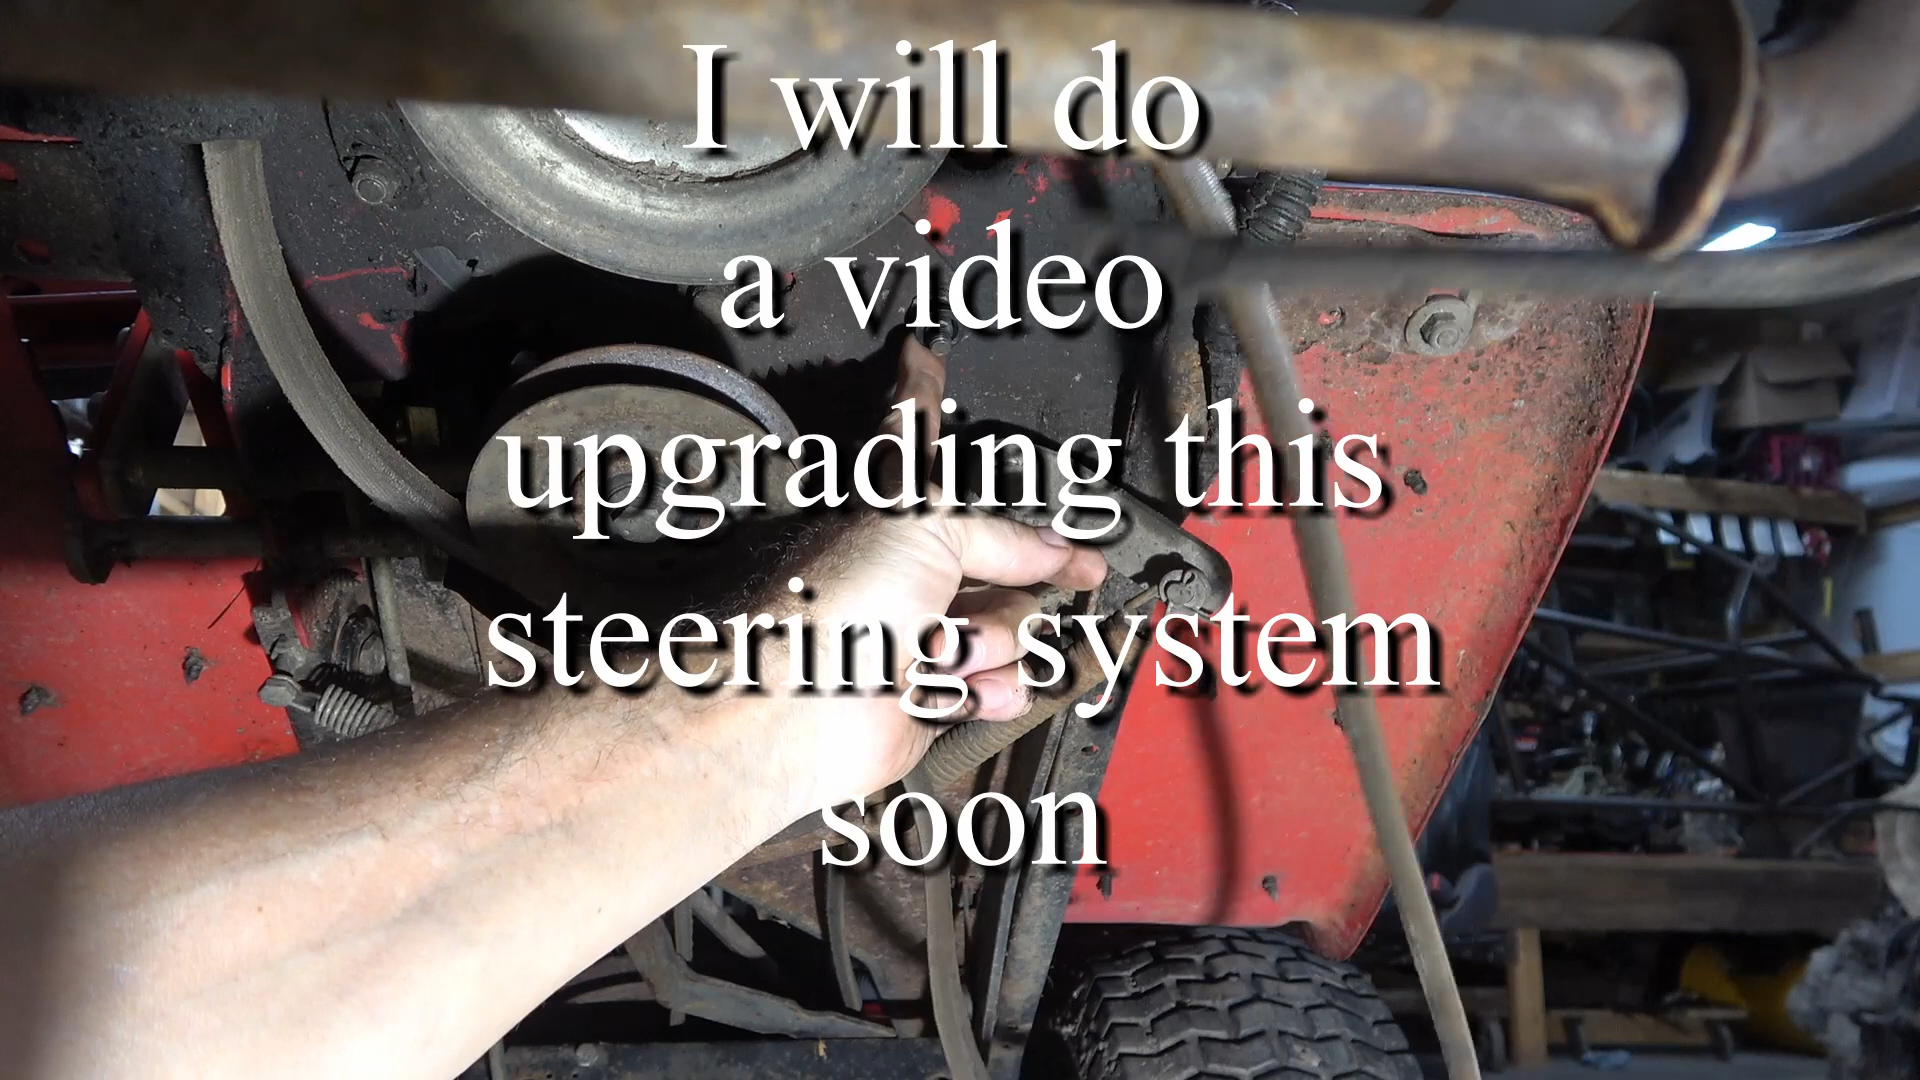 I will do
a video
upgrading this
steering system
soon